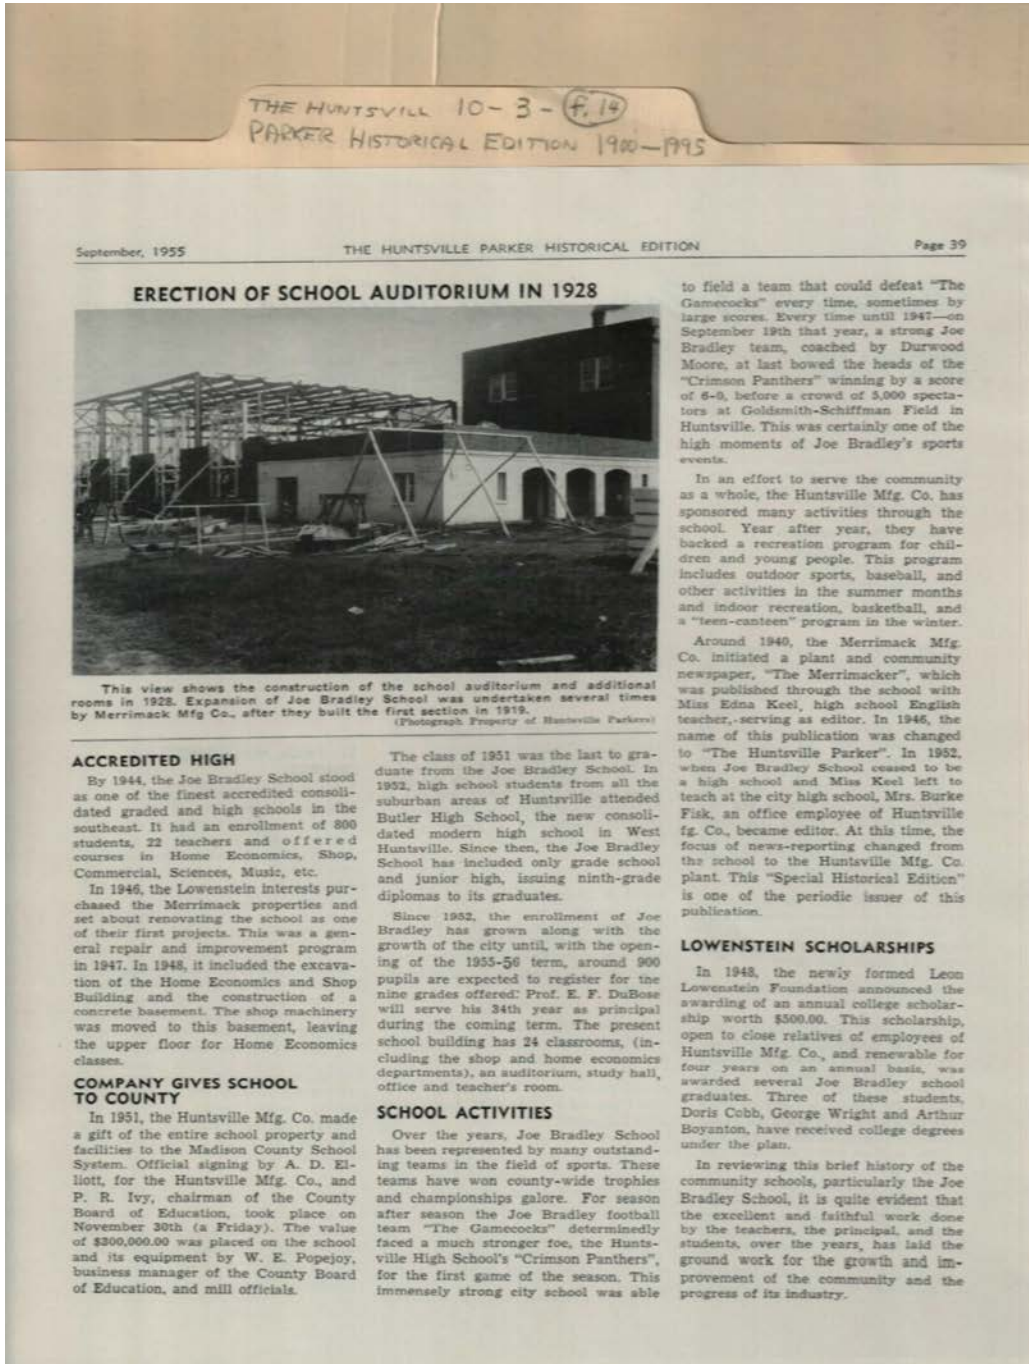 THE HUNTSVILL 10-3-f.14
PARKER HISTORICAL EDITION 1900-1995
September, 1955
THE HUNTSVILLE PARKER HISTORICAL EDITION
Page 39
ERECTION OF SCHOOL AUDITORIUM IN 1928
This view shows the construction of the school auditorium and additional
rooms in 1928. Expansion of Joe Bradley School was undertaken several times
by Merrimack Mfg Co., after they built the first section in 1919.
(Photograph Property of Huntsville Parkers)
ACCREDITED HIGH
By 1944, the Joe Bradley School stood
as one of the finest accredited consoli-
dated graded and high schools in the
southeast. It had an enrollment of 800
students, 22 teachers and offered
courses in Home Economics, Shop,
Commercial, Sciences, Music, etc.
In 1946, the Lowenstein interests pur-
chased the Merrimack properties and
set about renovating the school as one
of their first projects. This was a gen-
eral repair and improvement program
in 1947. In 1948, it included the excava-
tion of the Home Economics and Shop
Building and the construction of a
concrete basement. The shop machinery
was moved to this basement, leaving
the upper floor for Home Economics
classes.
COMPANY GIVES SCHOOL
TO COUNTY
In 1951, the Huntsville Mfg. Co. made
a gift of the entire school property and
facilities to the Madison County School
System. Official signing by A. D. El-
liott, for the Huntsville Mfg. Co., and
P. R. Ivy, chairman of the County
Board of Education, took place on
November 30th (a Friday). The value
of $300,000.00 was placed on the school
and its equipment by W. E. Popejoy,
business manager of the County Board
of Education, and mill officials.
The class of 1951 was the last to gra-
duate from the Joe Bradley School. In
1952, high school students from all the
suburban areas of Huntsville attended
Butler High School, the new consoli-
dated modern high school in West
Huntsville. Since then, the Joe Bradley
School has included only grade school
and junior high, issuing ninth-grade
diplomas to its graduates.
Since 1952, the enrollment of Joe
Bradley has grown along with the
growth of the city until, with the open-
ing of the 1955-56 term, around 900
pupils are expected to register for the
nine grades offered. Prof. E. F. DuBose
will serve his 34th year as principal
during the coming term. The present
school building has 24 classrooms, (in-
cluding the shop and home economics
departments), an auditorium, study hall,
office and teacher's room.
SCHOOL ACTIVITIES
Over the years, Joe Bradley School
has been represented by many outstand-
ing teams in the field of sports. These
teams have won county-wide trophies
and championships galore. For season
after season the Joe Bradley football
team "The Gamecocks" determinedly
faced a much stronger foe, the Hunts-
ville High School's "Crimson Panthers",
for the first game of the season. This
immensely strong city school was able
to field a team that could defeat "The
Gamecocks" every time, sometimes by
large scores. Every time until 1947—on
September 19th that year, a strong Joe
Bradley team, coached by Durwood
Moore, at last bowed the heads of the
"Crimson Panthers" winning by a score
of 6-0, before a crowd of 5,000 specta-
tors at Goldsmith-Schiffman Field in
Huntsville. This was certainly one of the
high moments of Joe Bradley's sports
events.
In an effort to serve the community
as a whole, the Huntsville Mfg. Co. has
sponsored many activities through the
school. Year after year, they have
backed a recreation program for chil-
dren and young people. This program
includes outdoor sports, baseball, and
other activities in the summer months
and indoor recreation, basketball, and
a "teen-canteen" program in the winter.
Around 1940, the Merrimack Mfg.
Co. initiated a plant and community
newspaper, "The Merrimacker", which
was published through the school with
Miss Edna Keel, high school English
teacher, serving as editor. In 1946, the
name of this publication was changed
to "The Huntsville Parker". In 1952,
when Joe Bradley School ceased to be
a high school and Miss Keel left to
teach at the city high school, Mrs. Burke
Fisk, an office employee of Huntsville
fg. Co., became editor. At this time, the
focus of news-reporting changed from
the school to the Huntsville Mfg. Co.
plant. This "Special Historical Edition"
is one of the periodic issuer of this
publication.
LOWENSTEIN SCHOLARSHIPS
In 1948, the newly formed Leon
Lowenstein Foundation announced the
awarding of an annual college scholar-
ship worth $500.00. This scholarship,
open to close relatives of employees of
Huntsville Mfg. Co., and renewable for
four years on an annual basis, was
awarded several Joe Bradley school
graduates. Three of these students,
Doris Cobb, George Wright and Arthur
Boyanton, have received college degrees
under the plan.
In reviewing this brief history of the
community schools, particularly the Joe
Bradley School, it is quite evident that
the excellent and faithful work done
by the teachers, the principal, and the
students, over the years, has laid the
ground work for the growth and im-
provement of the community and the
progress of its industry.